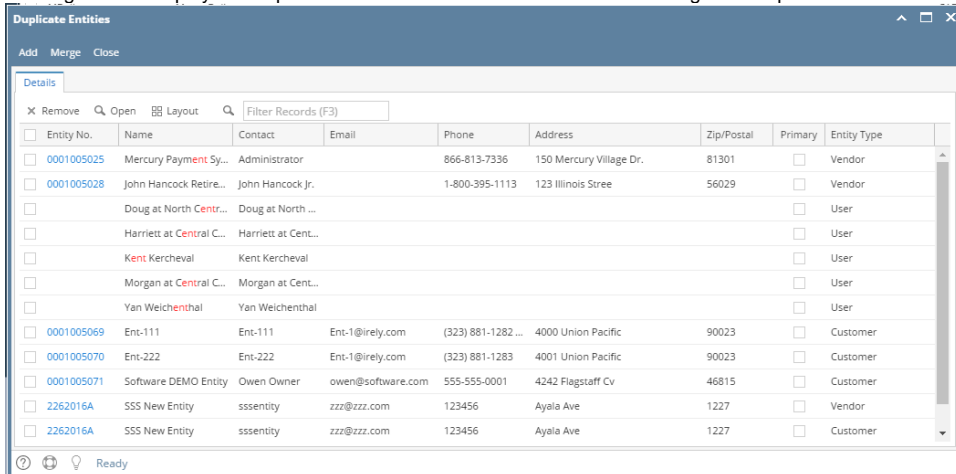 Duplicate Entities
Add Merge Close
Details
Remove Open Layout Filter Records (F3)
Entity No. Name Contact Email Phone Address Zip/Postal Primary Entity Type
0001005025 Mercury Payment Sy... Administrator 866-813-7336 150 Mercury Village Dr. 81301 Vendor
0001005028 John Hancock Retire... John Hancock Jr. 1-800-395-1113 123 Illinois Stree 56029 Vendor
Doug at North Centr... Doug at North ... User
Harriett at Central C... Harriett at Cent... User
Kent Kercheval Kent Kercheval User
Morgan at Central C... Morgan at Cent... User
Yan Weichenthal Yan Weichenthal User
0001005069 Ent-111 Ent-111 Ent-1@irely.com (323) 881-1282 ... 4000 Union Pacific 90023 Customer
0001005070 Ent-222 Ent-222 Ent-1@irely.com (323) 881-1283 4001 Union Pacific 90023 Customer
0001005071 Software DEMO Entity Owen Owner owen@software.com 555-555-0001 4242 Flagstaff Cv 46815 Customer
2262016A SSS New Entity sssentity zzz@zzz.com 123456 Ayala Ave 1227 Vendor
2262016A SSS New Entity sssentity zzz@zzz.com 123456 Ayala Ave 1227 Customer
Ready